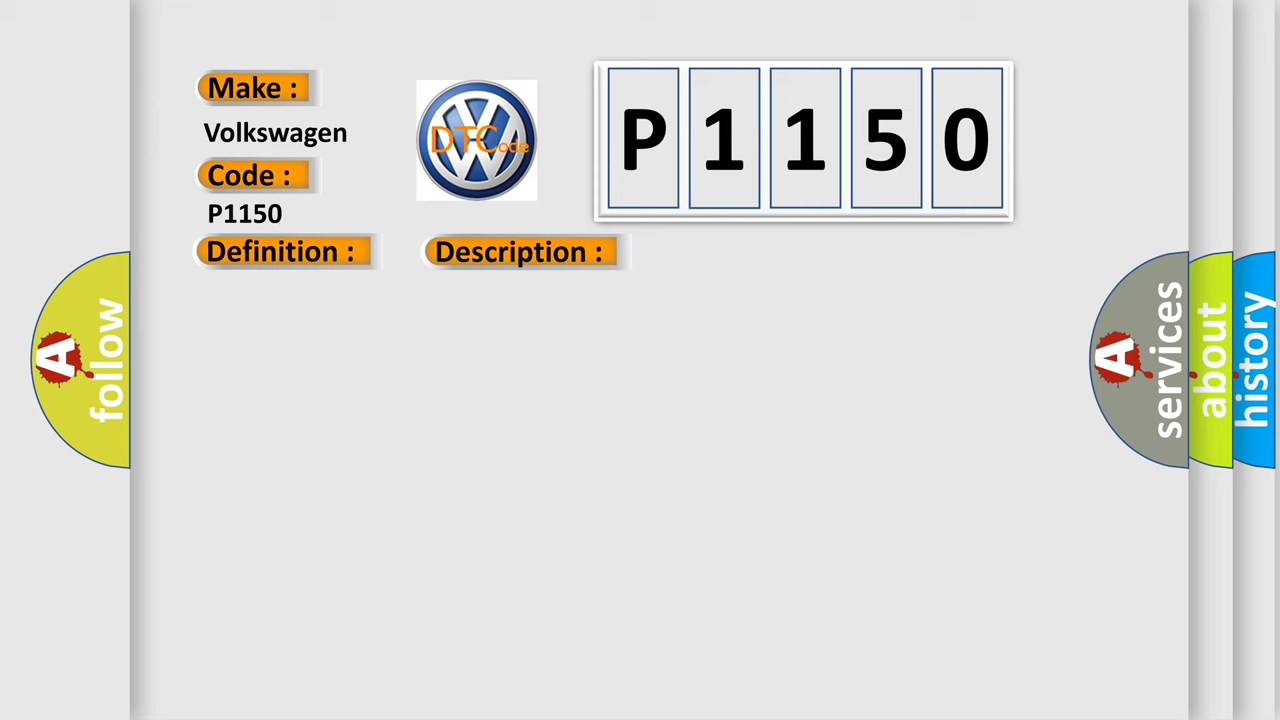 Make :
Volkswagen
Code :
P1150
Definition :
Description :
DTCode
P 1 1 5 0
A follow
A services
about
history